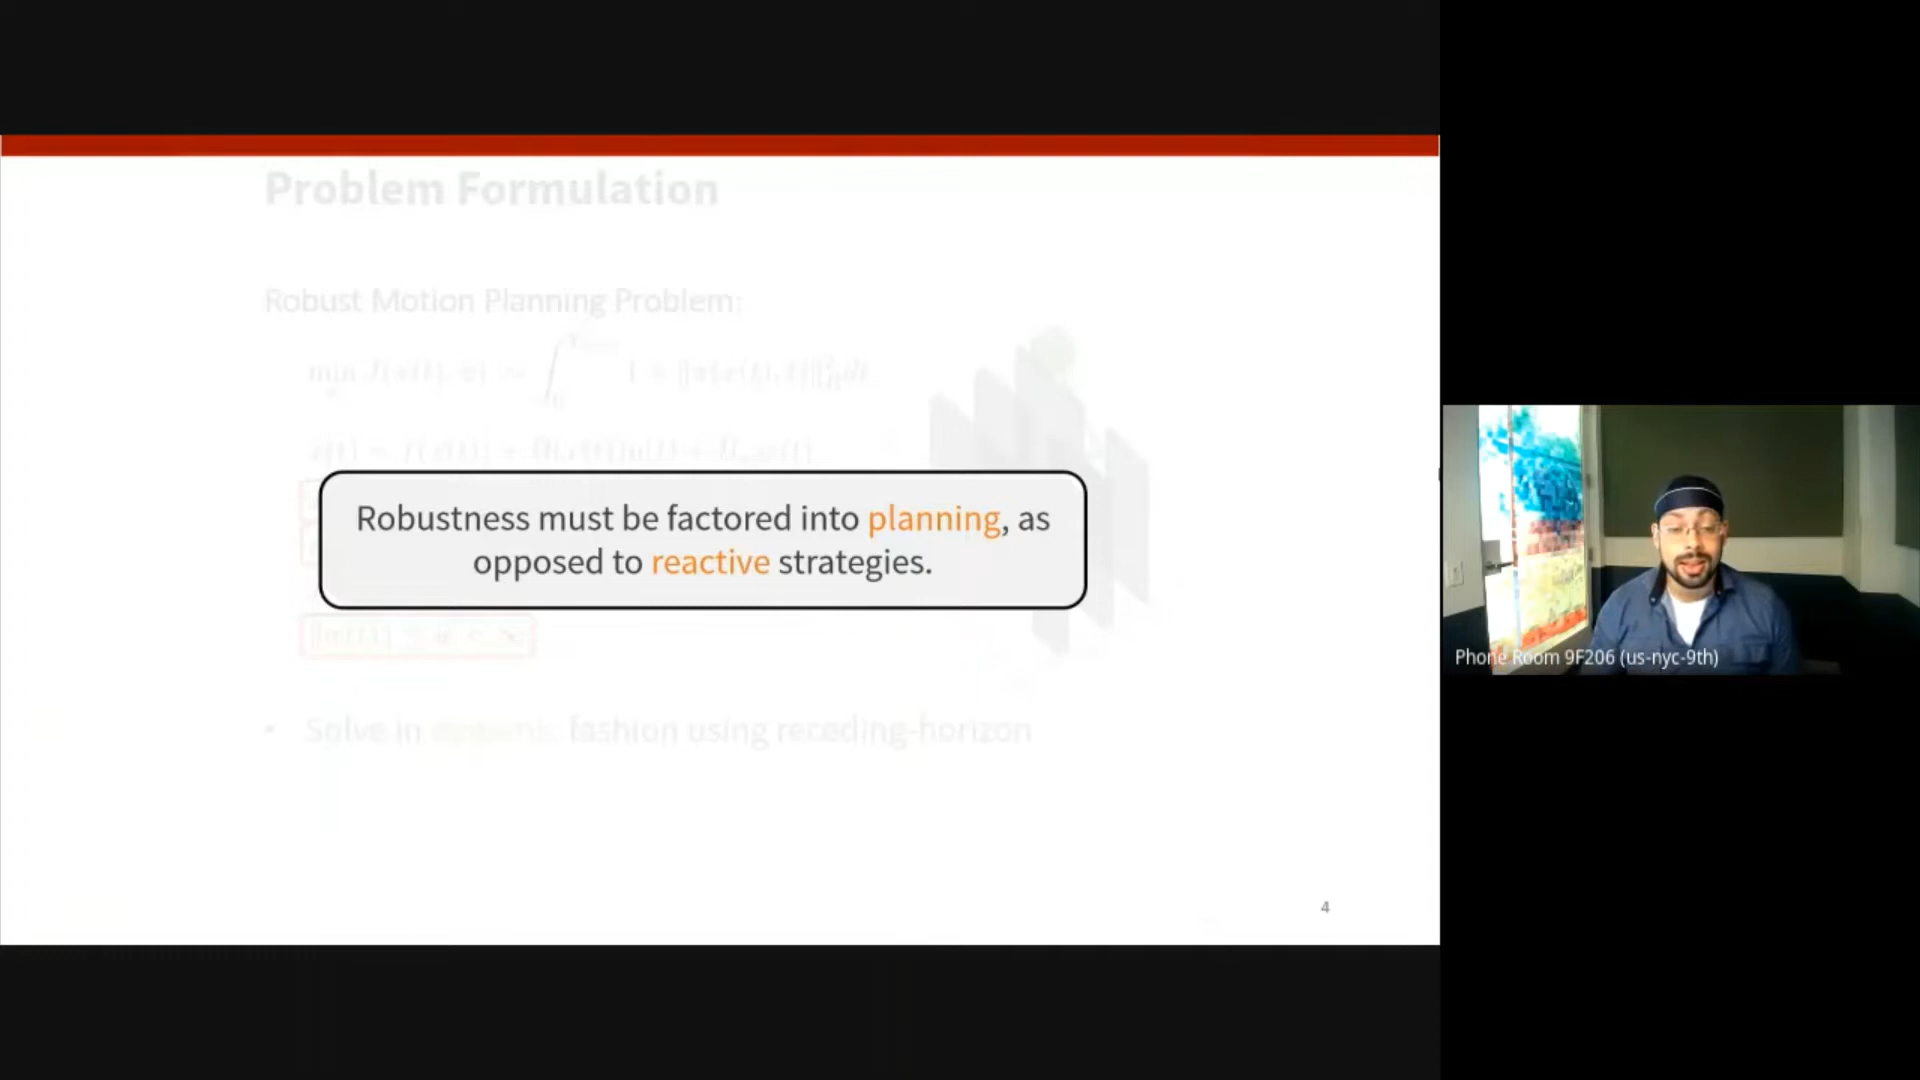 Problem Formulation
Robust Motion Planning Problem:
Robustness must be factored into planning, as
opposed to reactive strategies.
• Solve in dynamic fashion using receding-horizon
4
Phone Room 9F206 (us-nyc-9th)